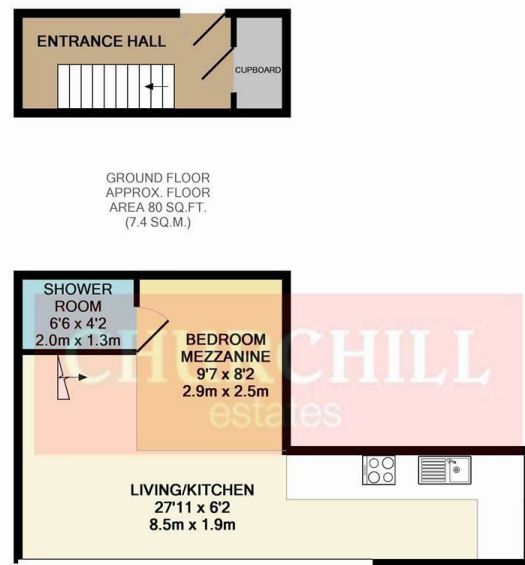 ENTRANCE HALL
CUPBOARD
GROUND FLOOR
APPROX. FLOOR
AREA 80 SQ.FT.
(7.4 SQ.M.)
SHOWER
ROOM
6'6 x 4'2
2.0m x 1.3m
BEDROOM
MEZZANINE
9'7 x 8'2
2.9m x 2.5m
CHURCHILL
estates
LIVING/KITCHEN
27'11 x 6'2
8.5m x 1.9m